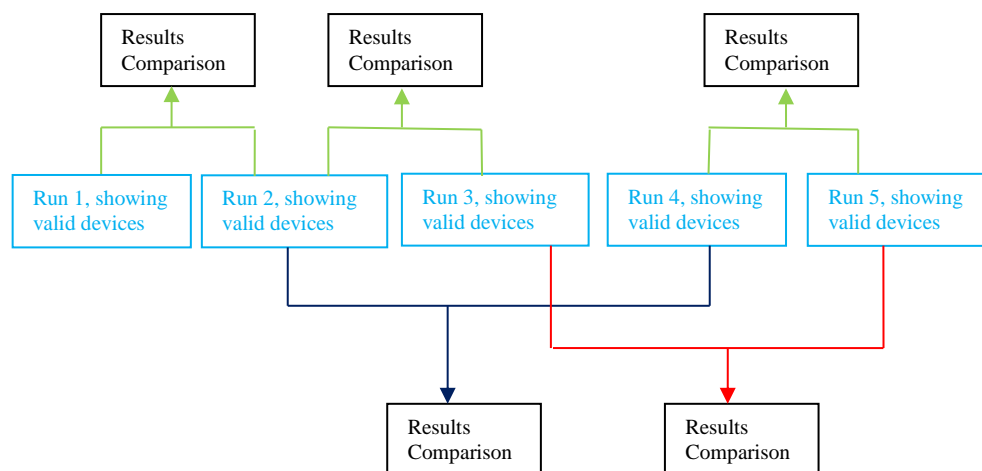 Results
Comparison
Results
Comparison
Results
Comparison
Run 1, showing
valid devices
Run 2, showing
valid devices
Run 3, showing
valid devices
Run 4, showing
valid devices
Run 5, showing
valid devices
Results
Comparison
Results
Comparison